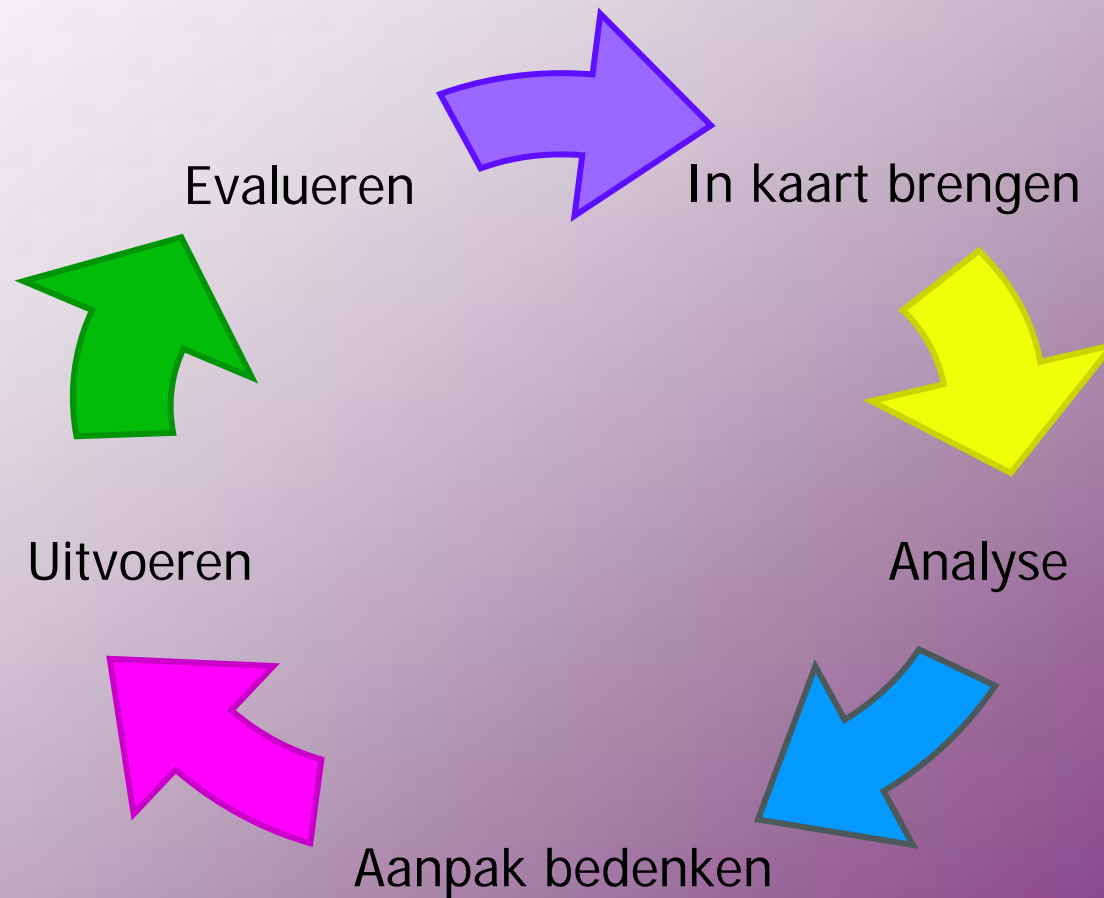 Evalueren
In kaart brengen
Uitvoeren
Analyse
Aanpak bedenken